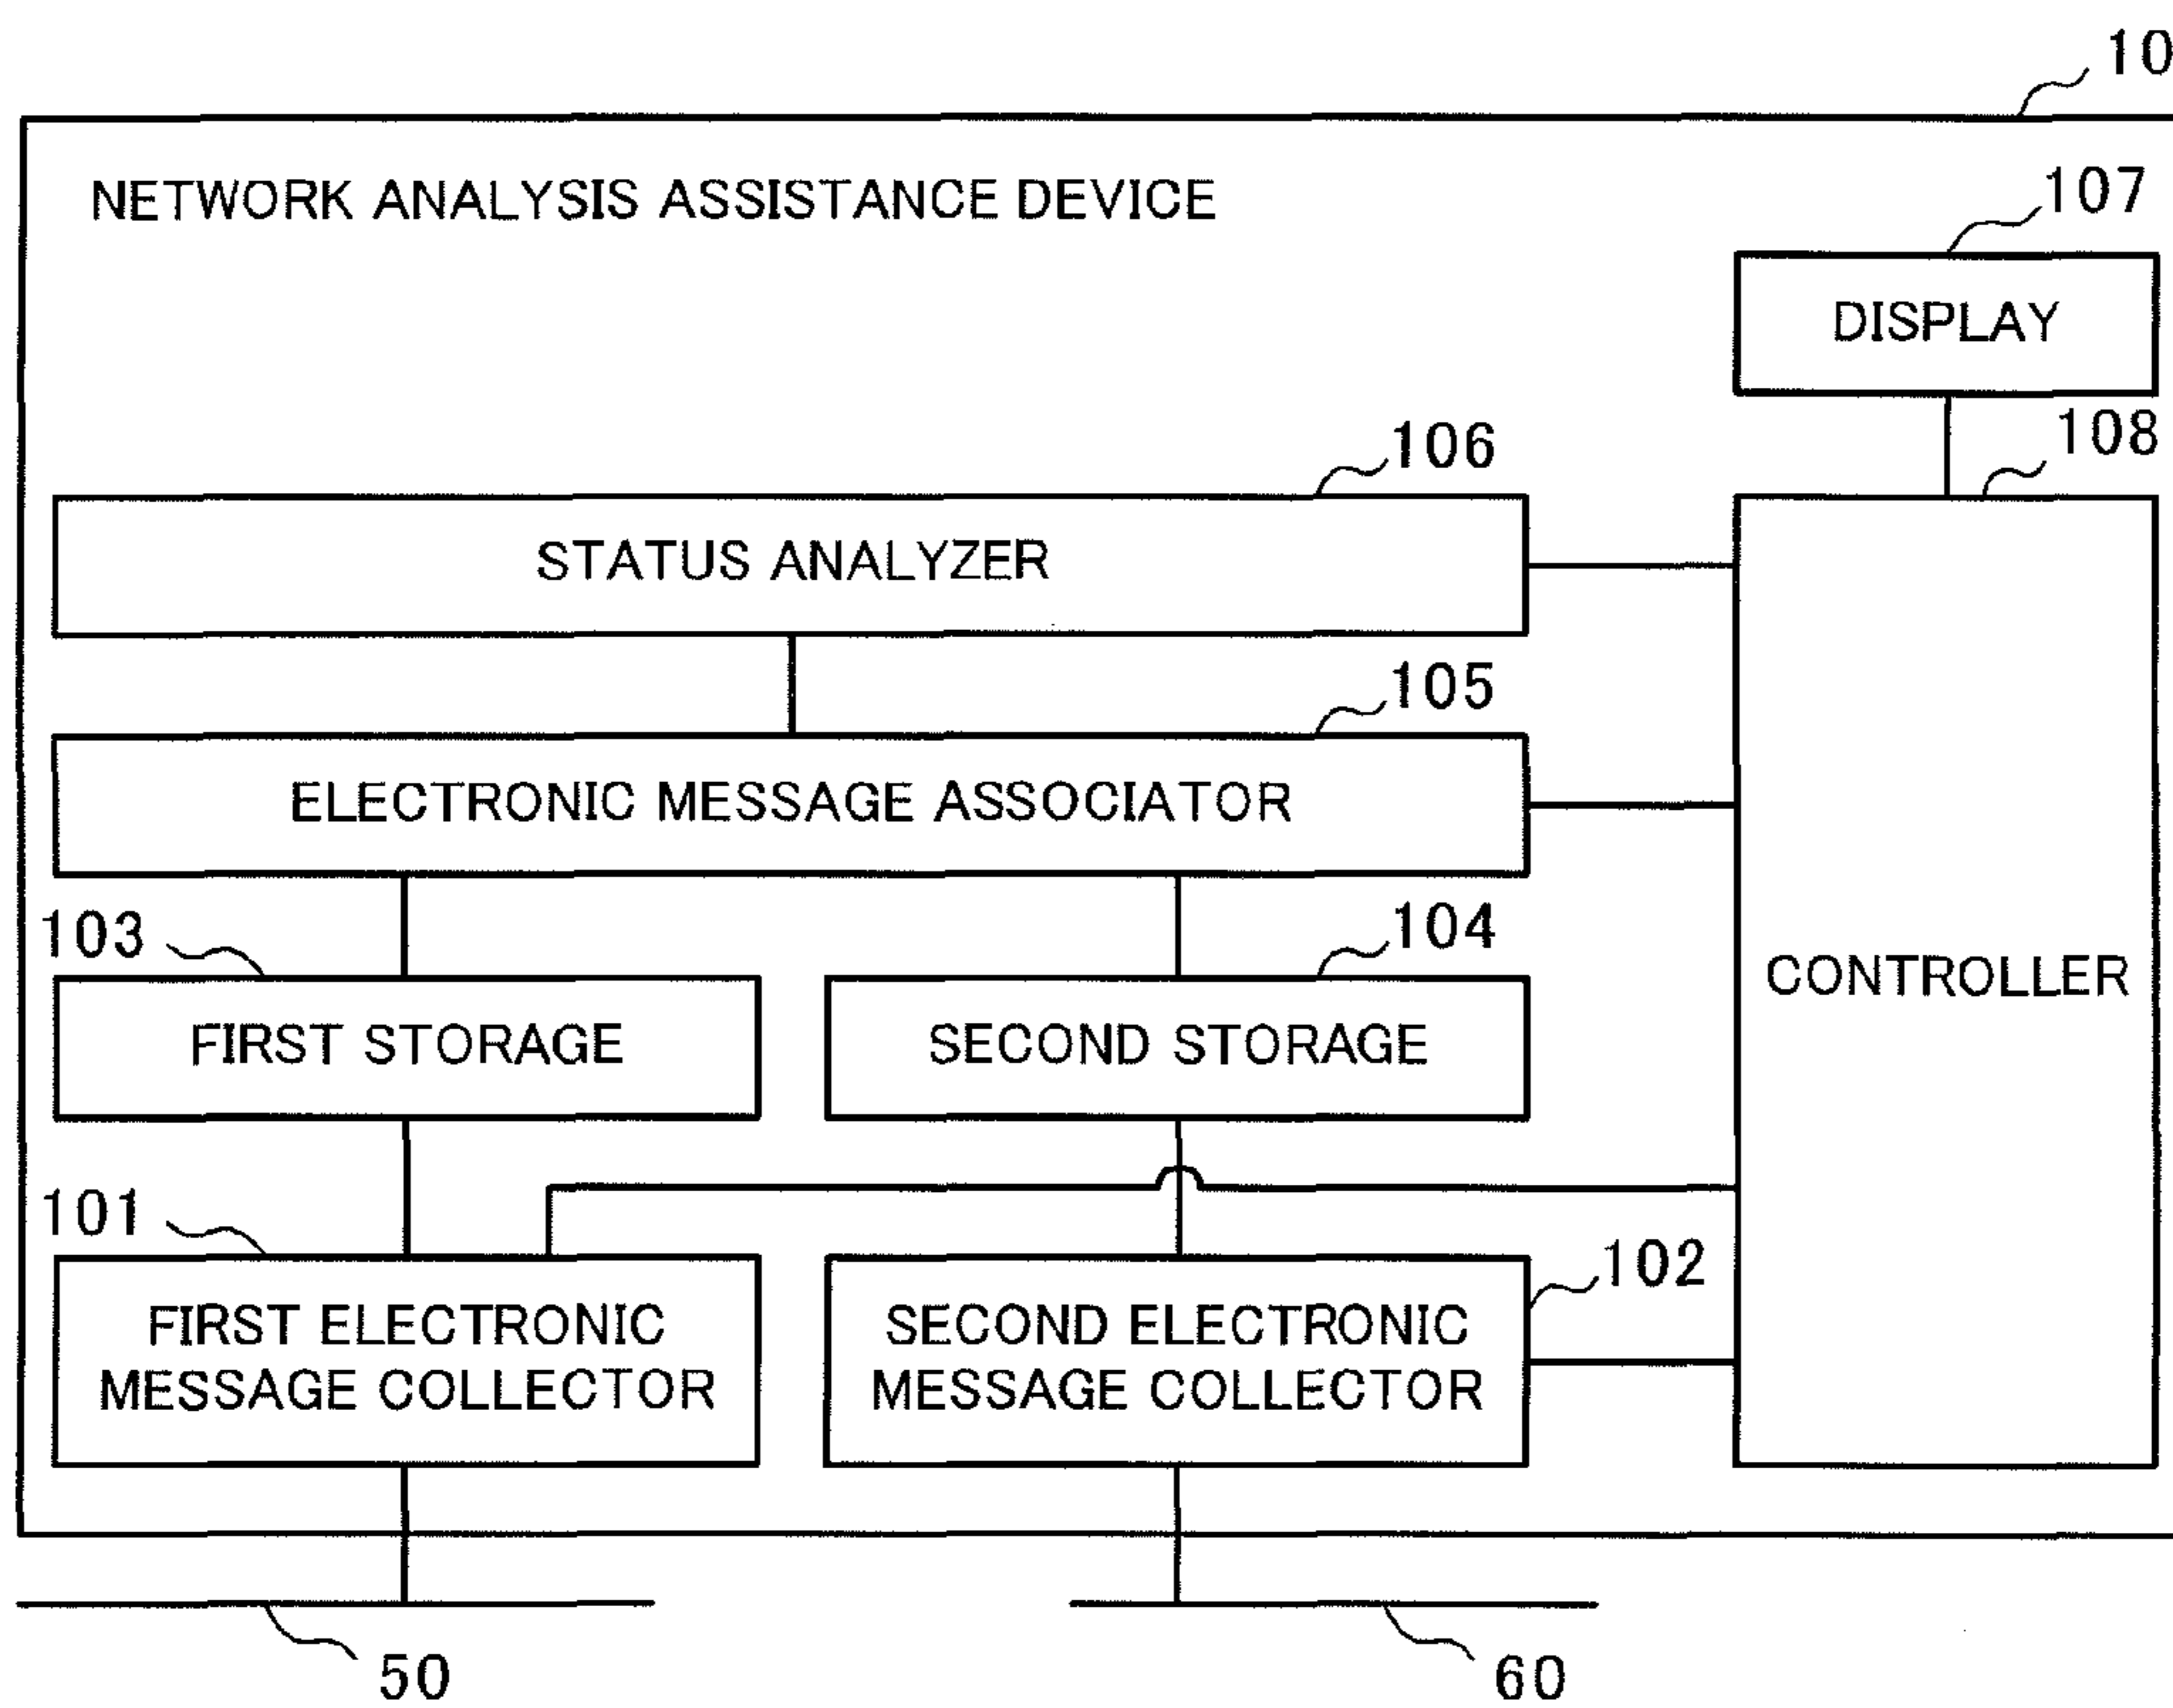 10
NETWORK ANALYSIS ASSISTANCE DEVICE
107
DISPLAY
108
106
STATUS ANALYZER
105
ELECTRONIC MESSAGE ASSOCIATOR
103
104
FIRST STORAGE
SECOND STORAGE
CONTROLLER
101
102
FIRST ELECTRONIC
MESSAGE COLLECTOR
SECOND ELECTRONIC
MESSAGE COLLECTOR
50
60